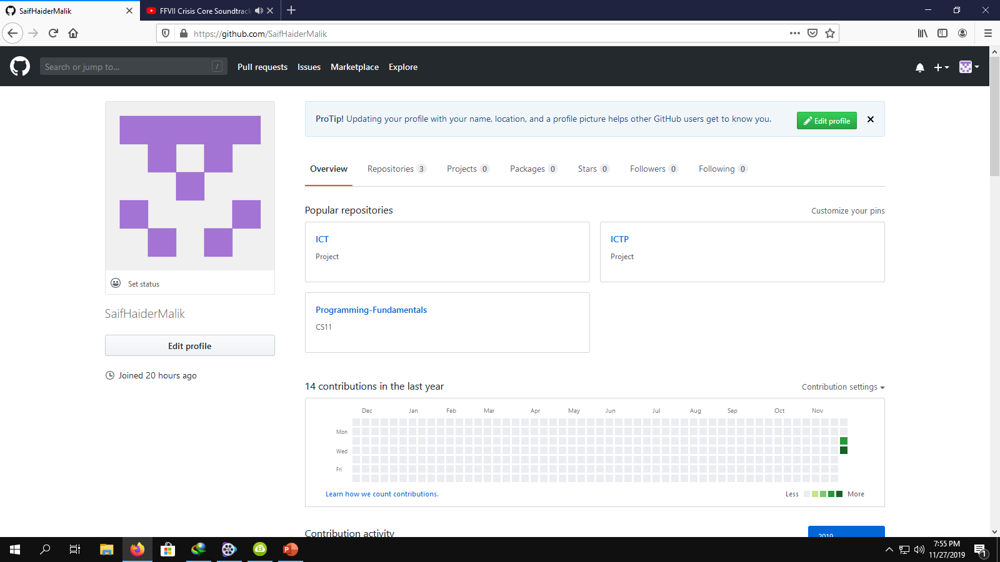 SaifHaiderMalik
FFVII Crisis Core Soundtrack
https://github.com/SaifHaiderMalik
Search or jump to...
/
Pull requests
Issues
Marketplace
Explore
ProTip! Updating your profile with your name, location, and a profile picture helps other GitHub users get to know you.
Edit profile
Overview
Repositories 3
Projects 0
Packages 0
Stars 0
Followers 0
Following 0
Set status
SaifHaiderMalik
Edit profile
Joined 20 hours ago
Popular repositories
Customize your pins
ICT
Project
ICTP
Project
Programming-Fundamentals
CS11
14 contributions in the last year
Contribution settings
Dec Jan Feb Mar Apr May Jun Jul Aug Sep Oct Nov
Mon
Wed
Fri
Learn how we count contributions.
Less
More
Contribution activity
2019
7:55 PM
11/27/2019
1